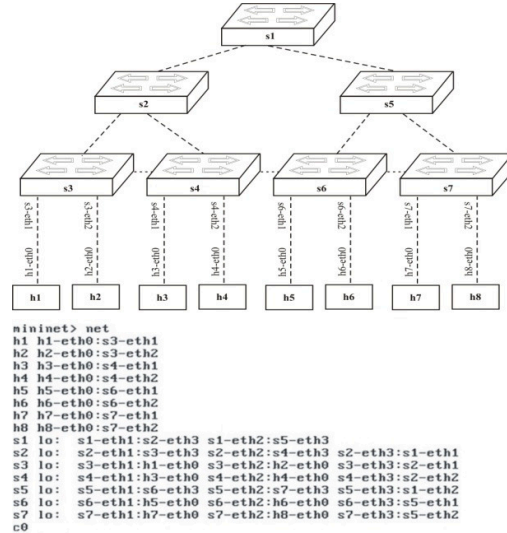 s1
s2
s5
s3
s4
s6
s7
s3-eth1
s3-eth2
s4-eth1
s4-eth2
s6-eth1
s6-eth2
s7-eth1
s7-eth2
h1-eth0
h2-eth0
h3-eth0
h4-eth0
h5-eth0
h6-eth0
h7-eth0
h8-eth0
h1
h2
h3
h4
h5
h6
h7
h8
mininet> net
h1 h1-eth0:s3-eth1
h2 h2-eth0:s3-eth2
h3 h3-eth0:s4-eth1
h4 h4-eth0:s4-eth2
h5 h5-eth0:s6-eth1
h6 h6-eth0:s6-eth2
h7 h7-eth0:s7-eth1
h8 h8-eth0:s7-eth2
s1 lo:  s1-eth1:s2-eth3 s1-eth2:s5-eth3
s2 lo:  s2-eth1:s3-eth3 s2-eth2:s4-eth3 s2-eth3:s1-eth1
s3 lo:  s3-eth1:h1-eth0 s3-eth2:h2-eth0 s3-eth3:s2-eth1
s4 lo:  s4-eth1:h3-eth0 s4-eth2:h4-eth0 s4-eth3:s2-eth2
s5 lo:  s5-eth1:s6-eth3 s5-eth2:s7-eth3 s5-eth3:s1-eth2
s6 lo:  s6-eth1:h5-eth0 s6-eth2:h6-eth0 s6-eth3:s5-eth1
s7 lo:  s7-eth1:h7-eth0 s7-eth2:h8-eth0 s7-eth3:s5-eth2
c0